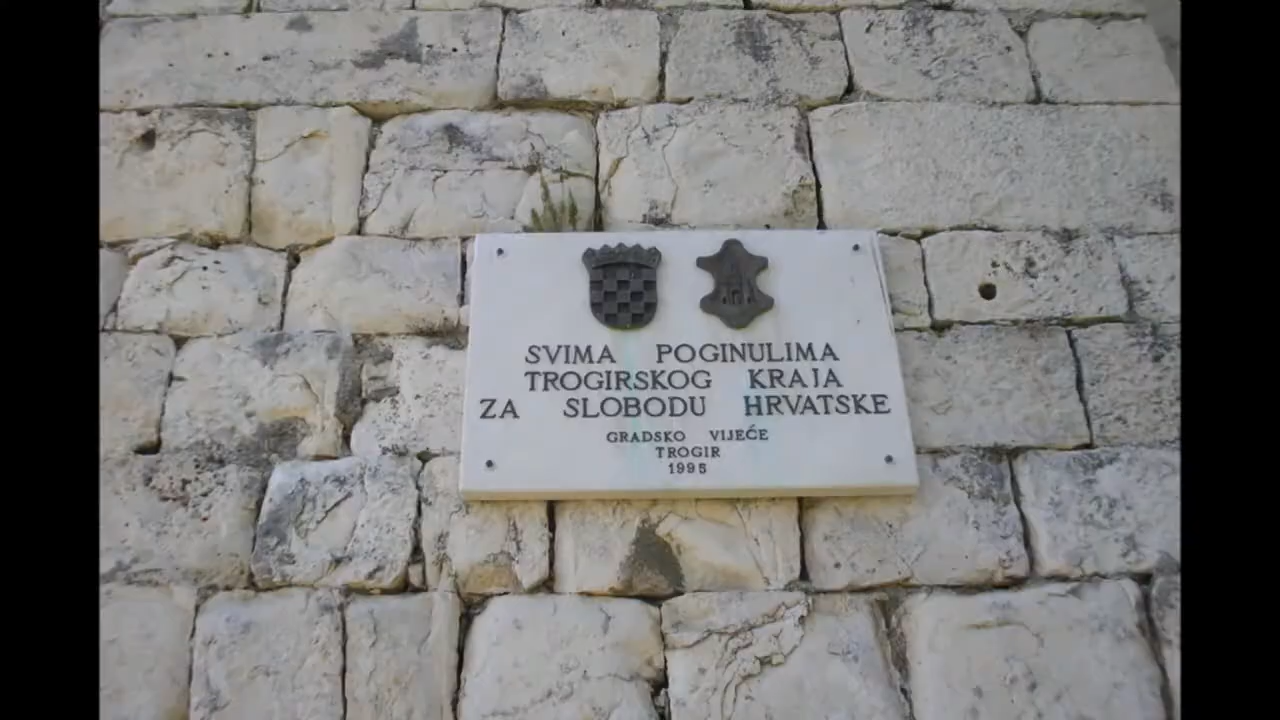 SVIMA POGINULIMA
TROGIRSKOG KRAJA
ZA SLOBODU HRVATSKE
GRADSKO VIJEĆE
TROGIR
1995